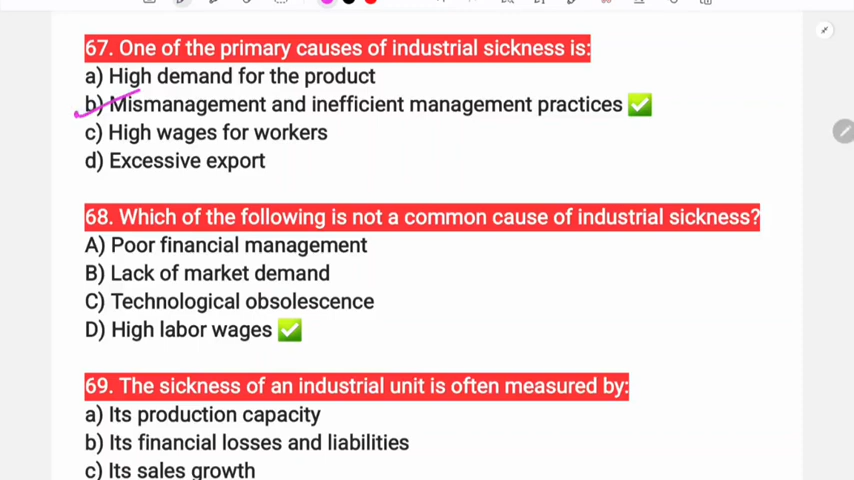 67. One of the primary causes of industrial sickness is:
a) High demand for the product
b) Mismanagement and inefficient management practices ✅
c) High wages for workers
d) Excessive export
68. Which of the following is not a common cause of industrial sickness?
A) Poor financial management
B) Lack of market demand
C) Technological obsolescence
D) High labor wages ✅
69. The sickness of an industrial unit is often measured by:
a) Its production capacity
b) Its financial losses and liabilities
c) Its sales growth